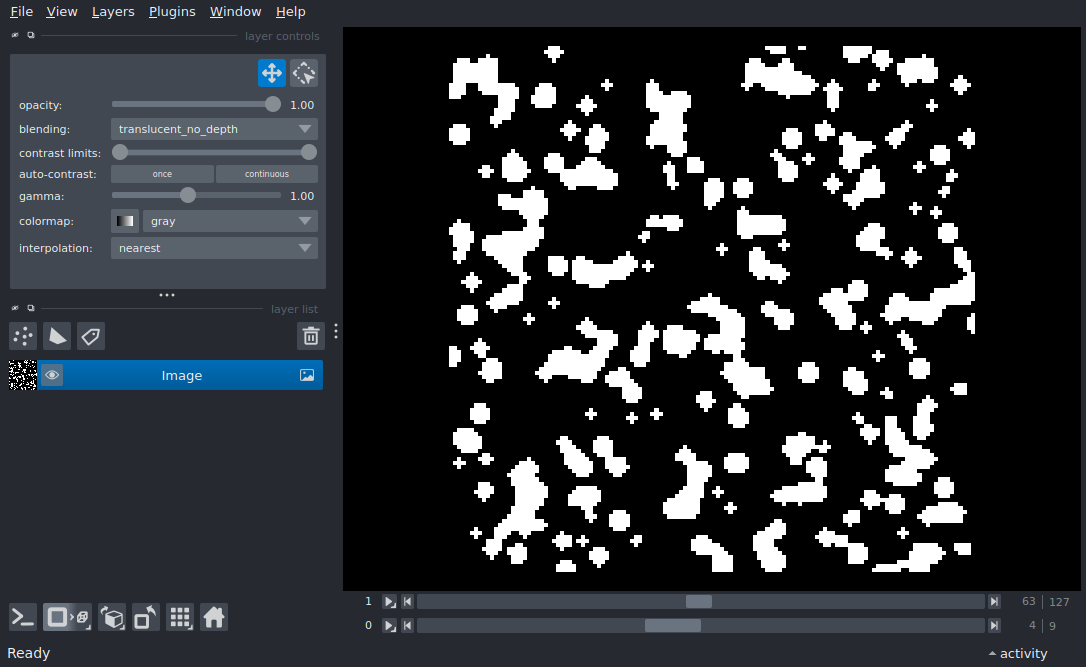 File View Layers Plugins Window Help
layer controls
opacity: 1.00
blending: translucent_no_depth
contrast limits:
auto-contrast: once continuous
gamma: 1.00
colormap: gray
interpolation: nearest
layer list
Image
1 63 127
0 4 9
Ready activity